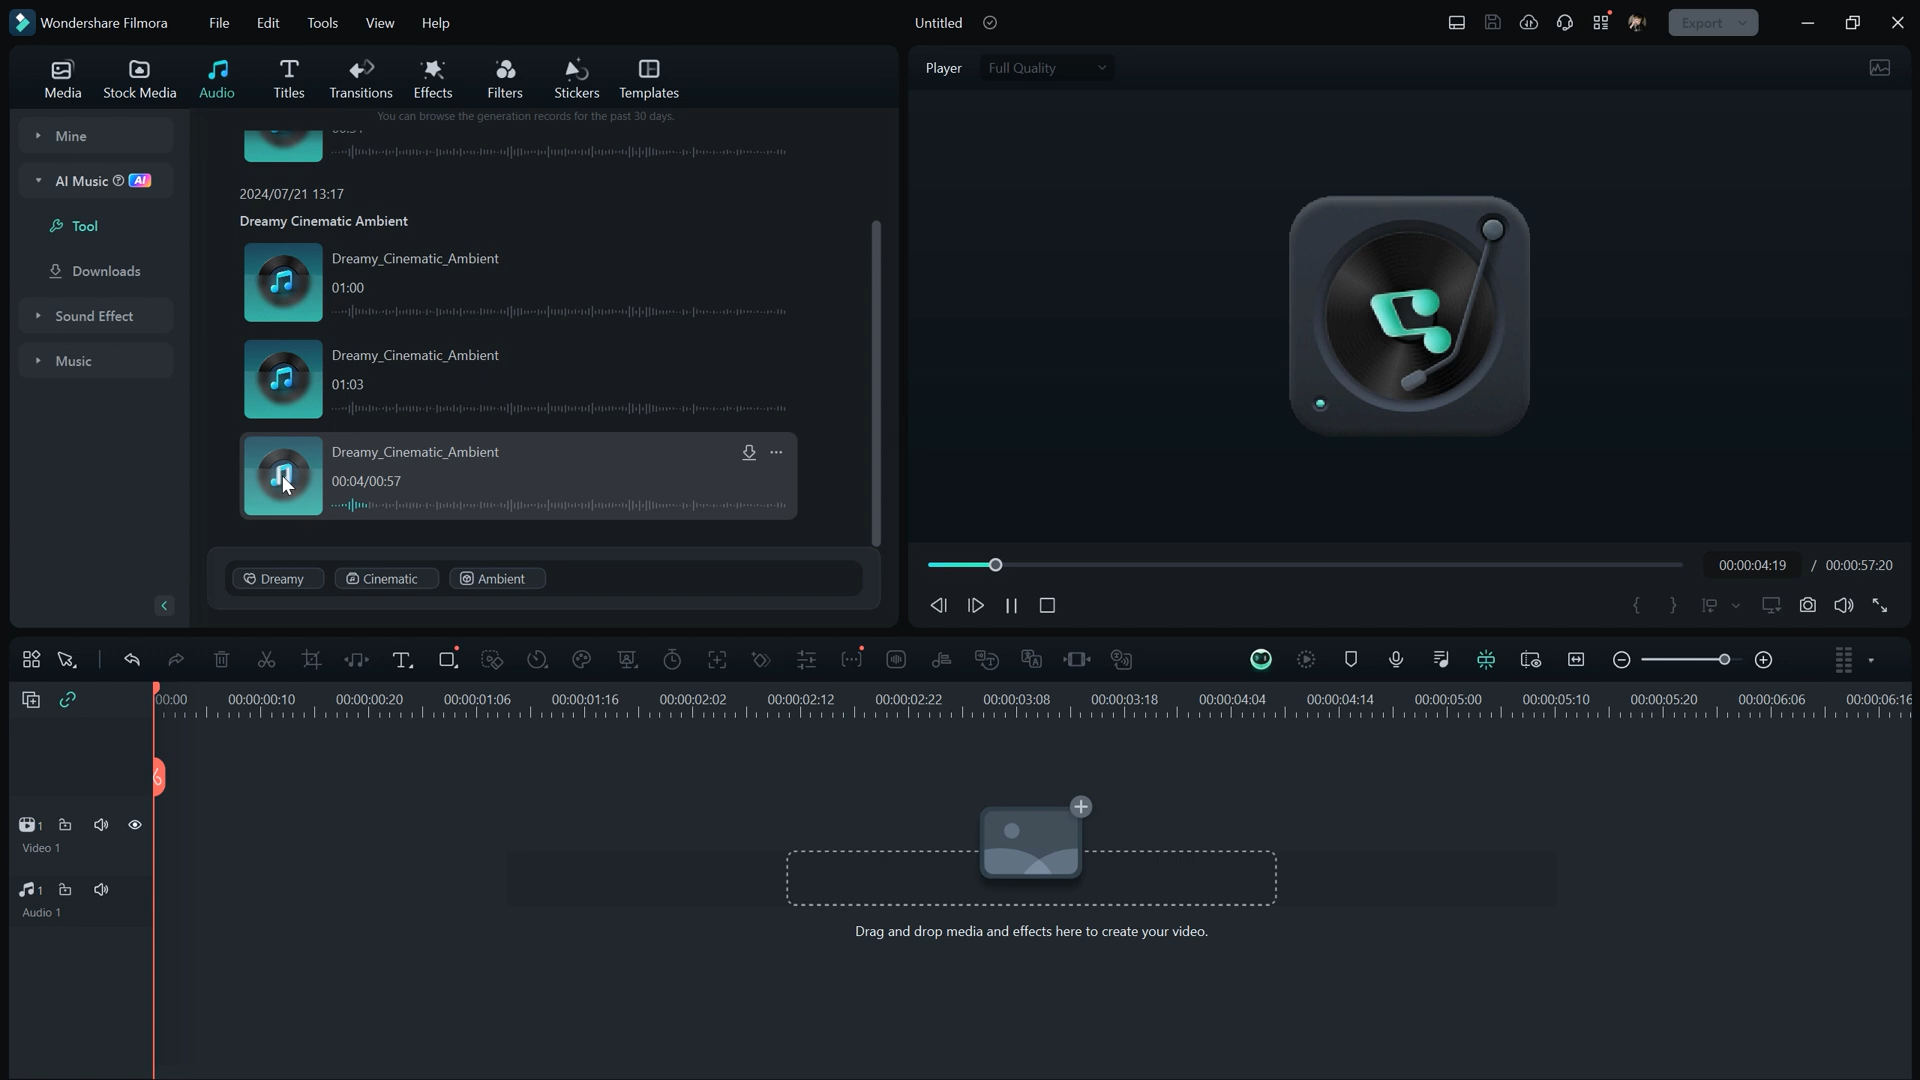 Wondershare Filmora
File
Edit
Tools
View
Help
Untitled
Export
Media
Stock Media
Audio
Titles
Transitions
Effects
Filters
Stickers
Templates
Player
Full Quality
Mine
AI Music
AI
Tool
Downloads
Sound Effect
Music
You can browse the generation records for the past 30 days.
2024/07/21 13:17
Dreamy Cinematic Ambient
Dreamy_Cinematic_Ambient
01:00
Dreamy_Cinematic_Ambient
01:03
Dreamy_Cinematic_Ambient
00:04/00:57
Dreamy
Cinematic
Ambient
00:00:04:19 / 00:00:57:20
00:00
00:00:00:10
00:00:00:20
00:00:01:06
00:00:01:16
00:00:02:02
00:00:02:12
00:00:02:22
00:00:03:08
00:00:03:18
00:00:04:04
00:00:04:14
00:00:05:00
00:00:05:10
00:00:05:20
00:00:06:06
00:00:06:16
1
Video 1
1
Audio 1
Drag and drop media and effects here to create your video.